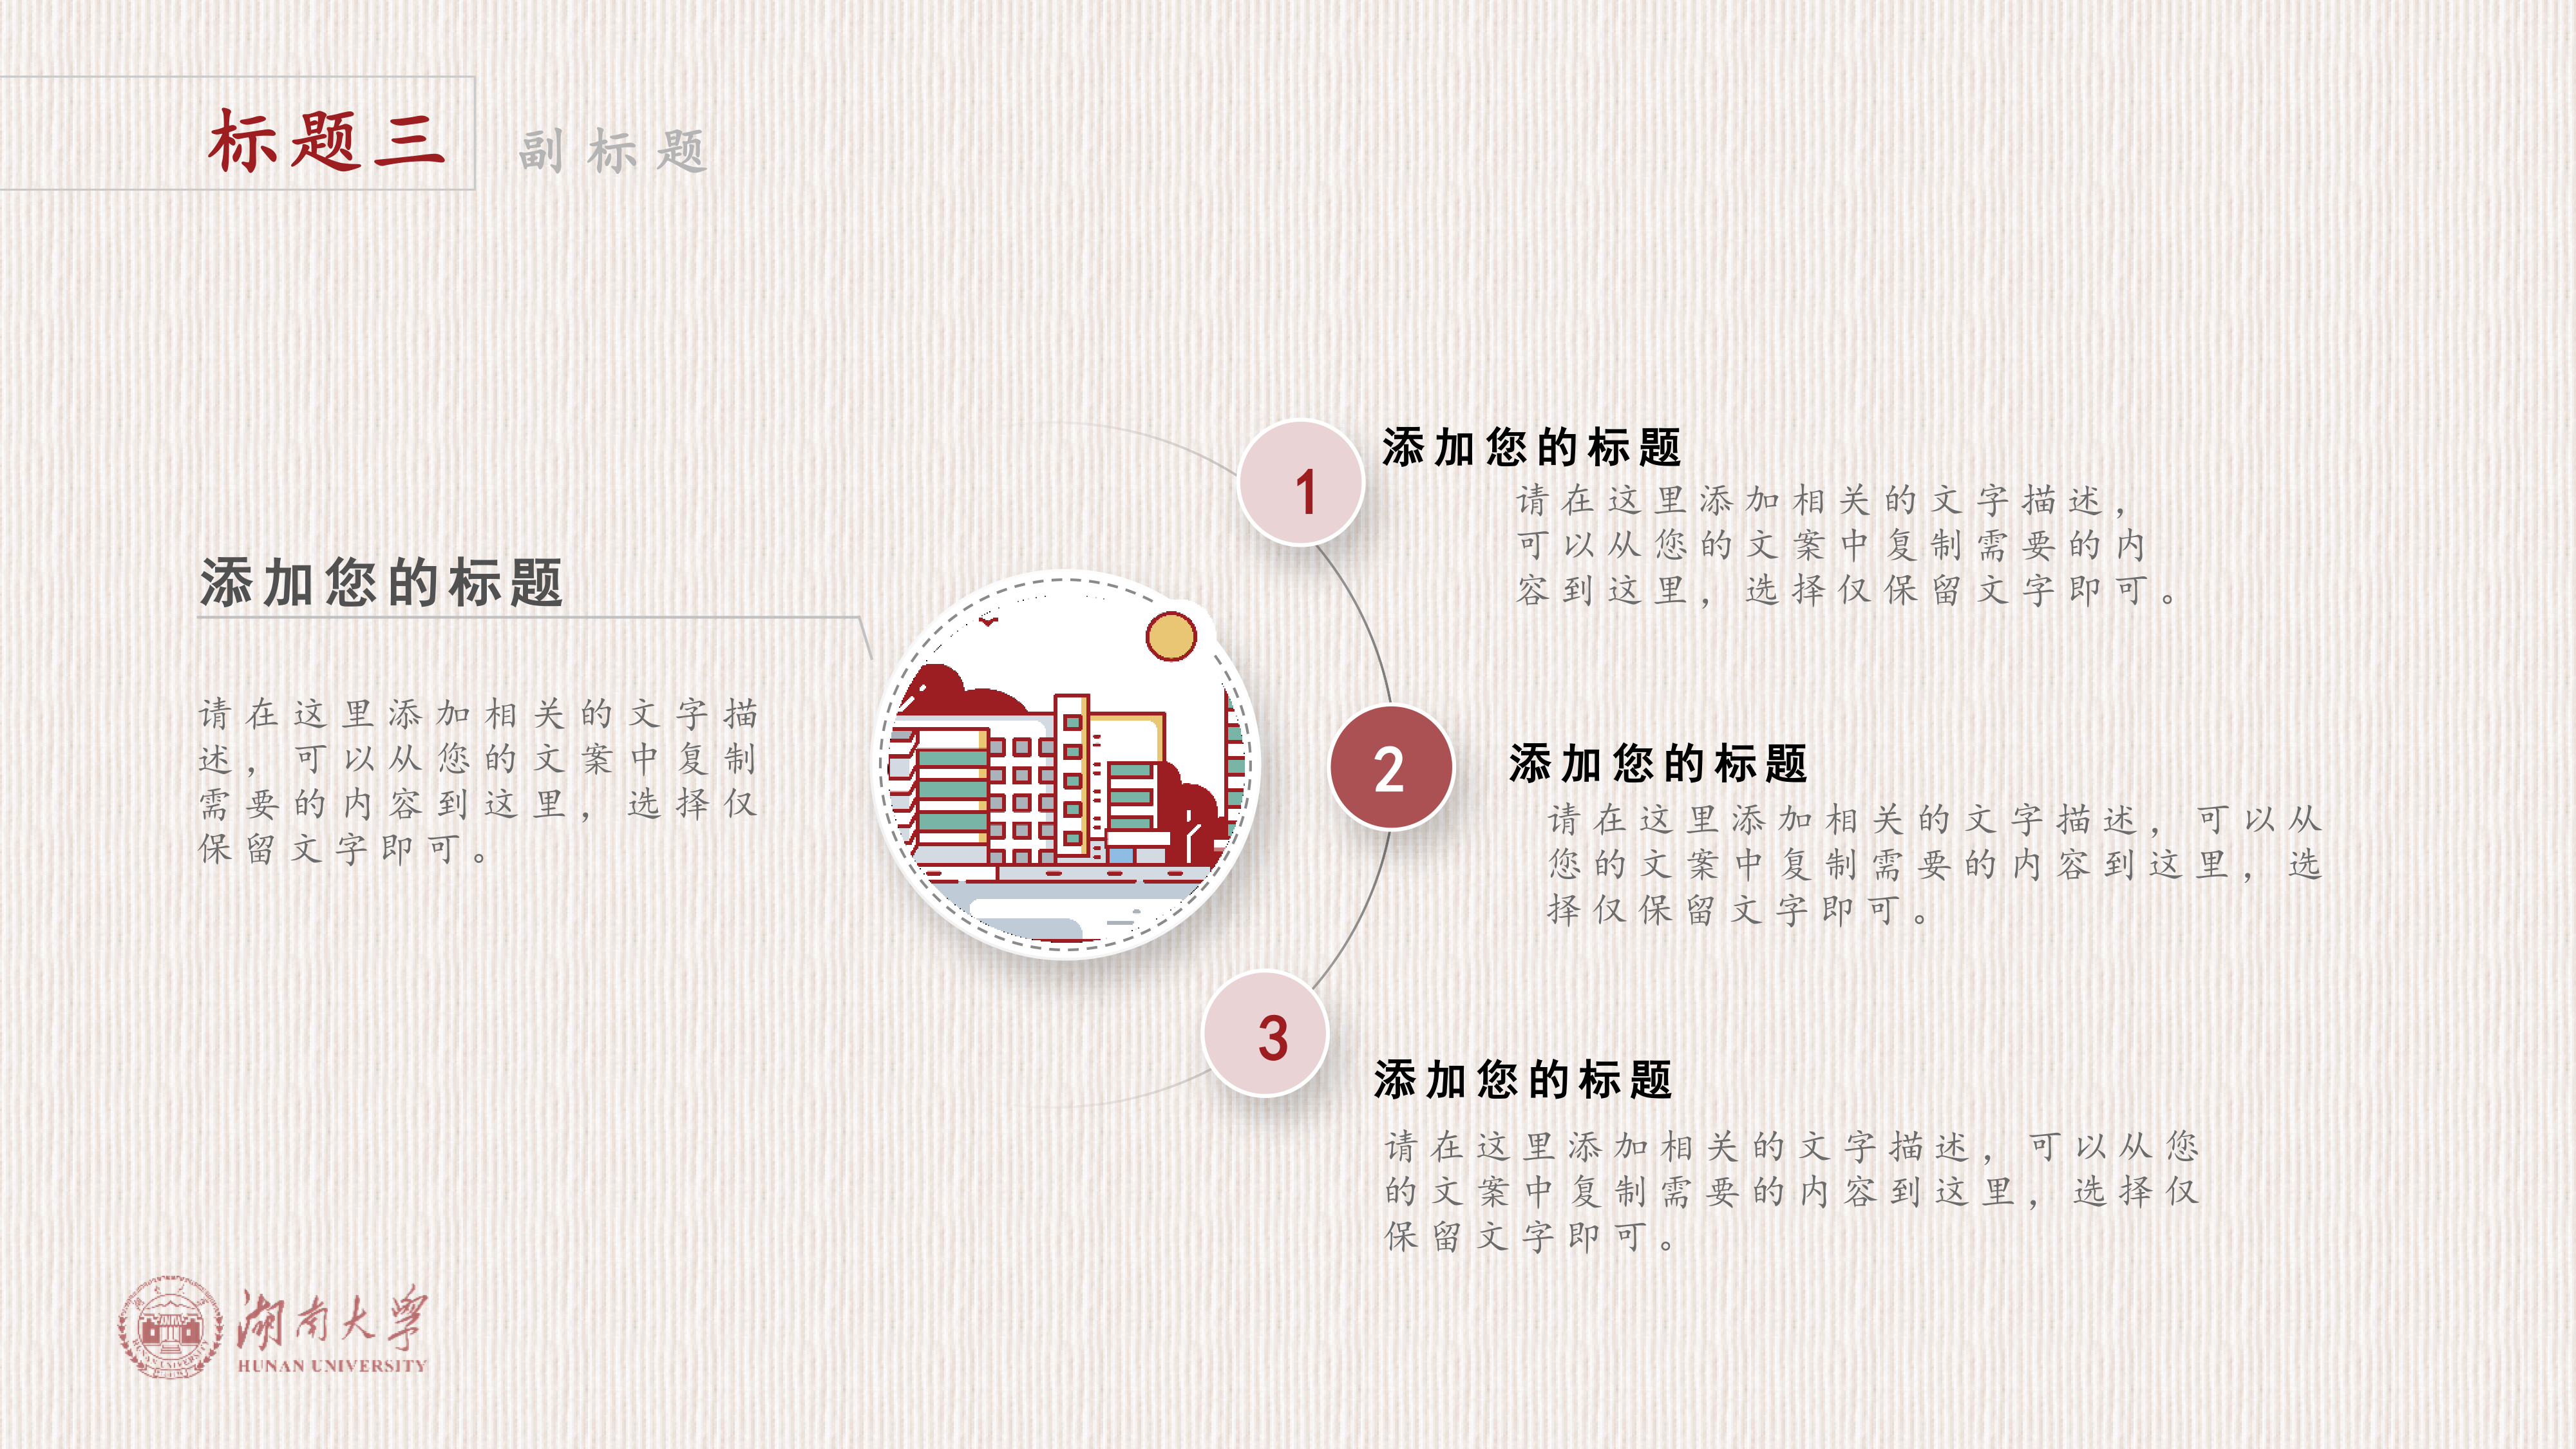 标题三
副标题
添加您的标题
请在这里添加相关的文字描
述，可以从您的文案中复制
需要的内容到这里，选择仅
保留文字即可。
1
添加您的标题
请在这里添加相关的文字描述，
可以从您的文案中复制需要的内
容到这里，选择仅保留文字即可。
2
添加您的标题
请在这里添加相关的文字描述，可以从
您的文案中复制需要的内容到这里，选
择仅保留文字即可。
3
添加您的标题
请在这里添加相关的文字描述，可以从您
的文案中复制需要的内容到这里，选择仅
保留文字即可。
湖南大学
HUNAN UNIVERSITY
HUNAN UNIVERSITY